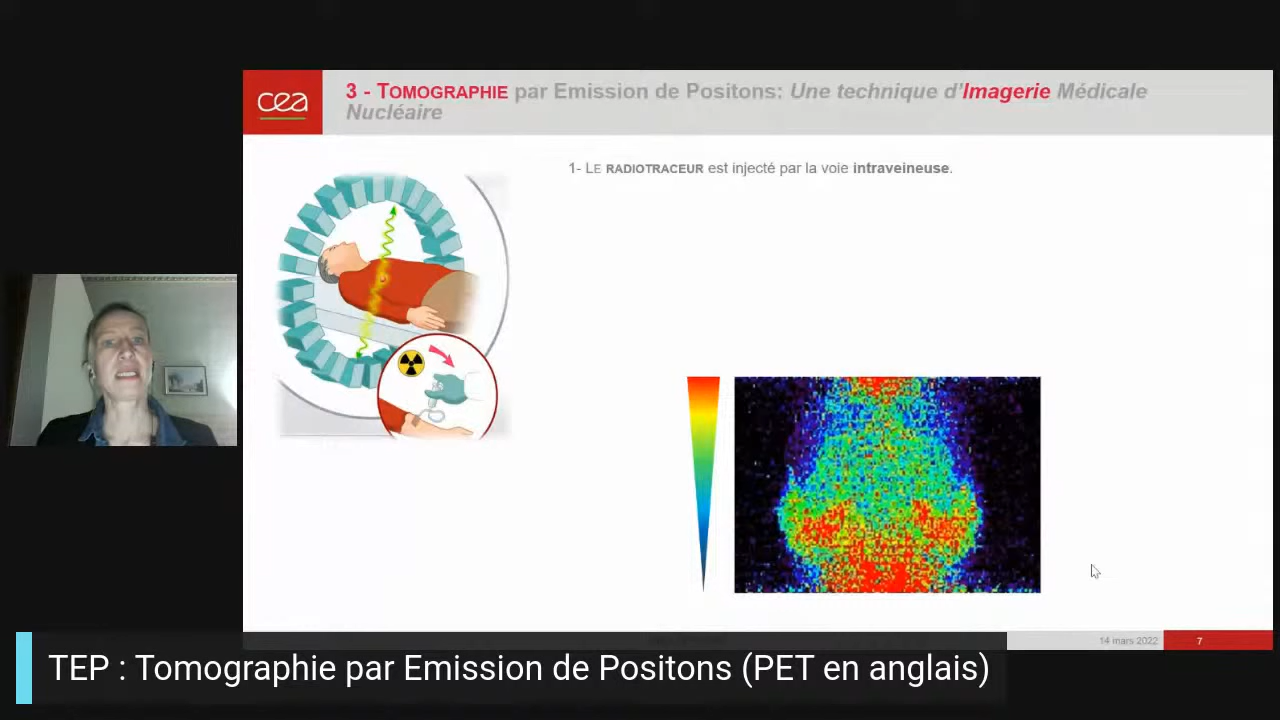 cea
3 - TOMOGRAPHIE par Emission de Positons: Une technique d'Imagerie Médicale
Nucléaire
1- LE RADIOTRACEUR est injecté par la voie intraveineuse.
14 mars 2022
7
TEP : Tomographie par Emission de Positons (PET en anglais)